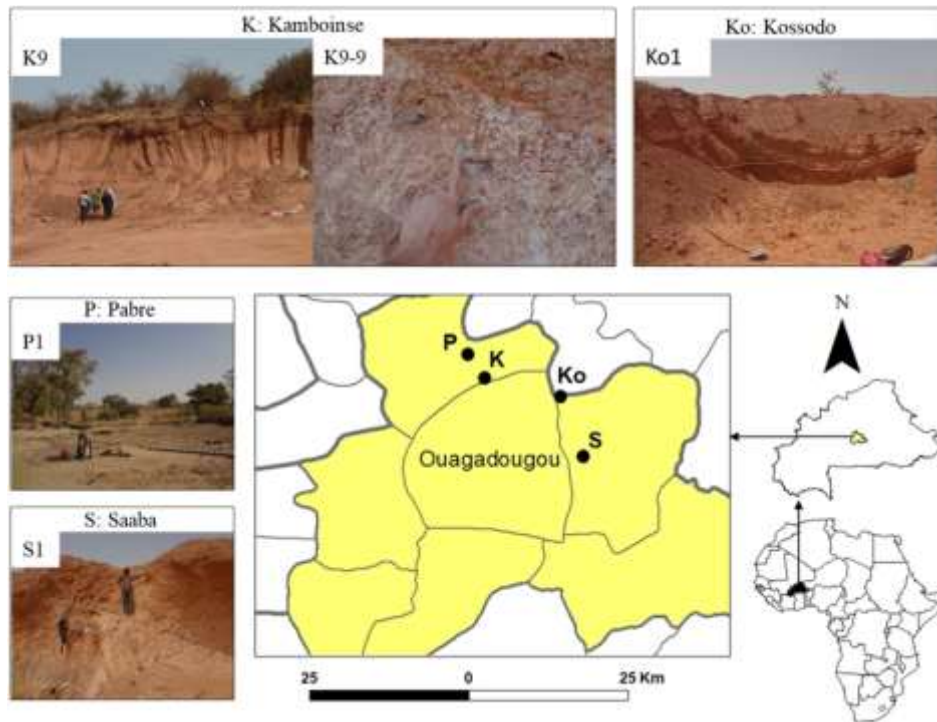 K: Kamboinse
K9
K9-9
Ko: Kossodo
Ko1
P: Pabre
P1
S: Saaba
S1
P
K
Ko
S
Ouagadougou
N
25 0 25 Km